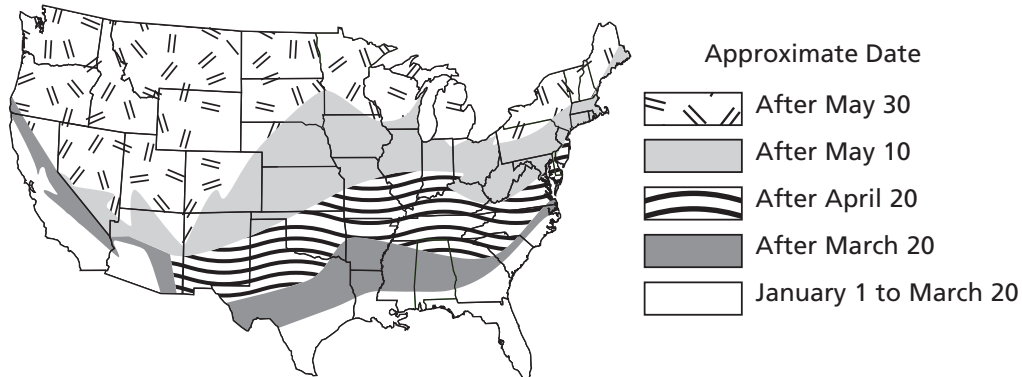 Approximate Date
After May 30
After May 10
After April 20
After March 20
January 1 to March 20